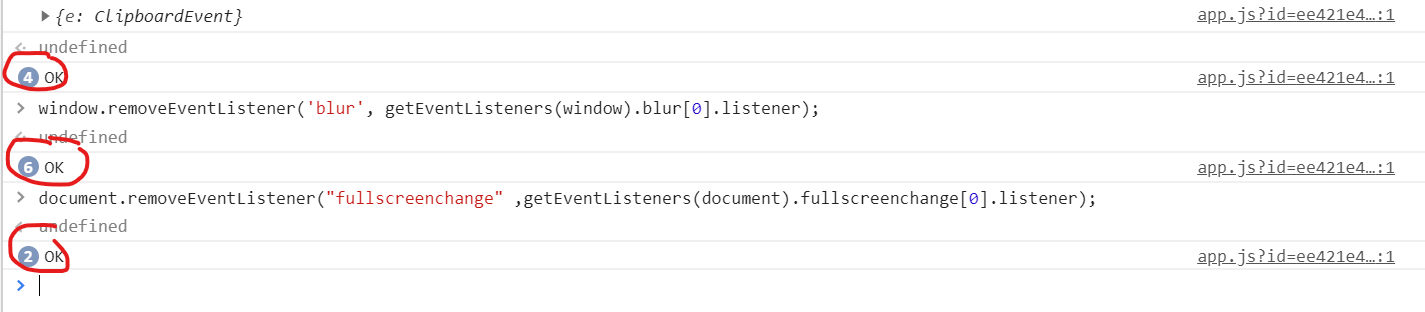 ▶ {e: ClipboardEvent} app.js?id=ee421e4…:1
undefined
4 OK app.js?id=ee421e4…:1
> window.removeEventListener('blur', getEventListeners(window).blur[0].listener);
undefined
6 OK app.js?id=ee421e4…:1
> document.removeEventListener("fullscreenchange" ,getEventListeners(document).fullscreenchange[0].listener);
undefined
2 OK app.js?id=ee421e4…:1
>